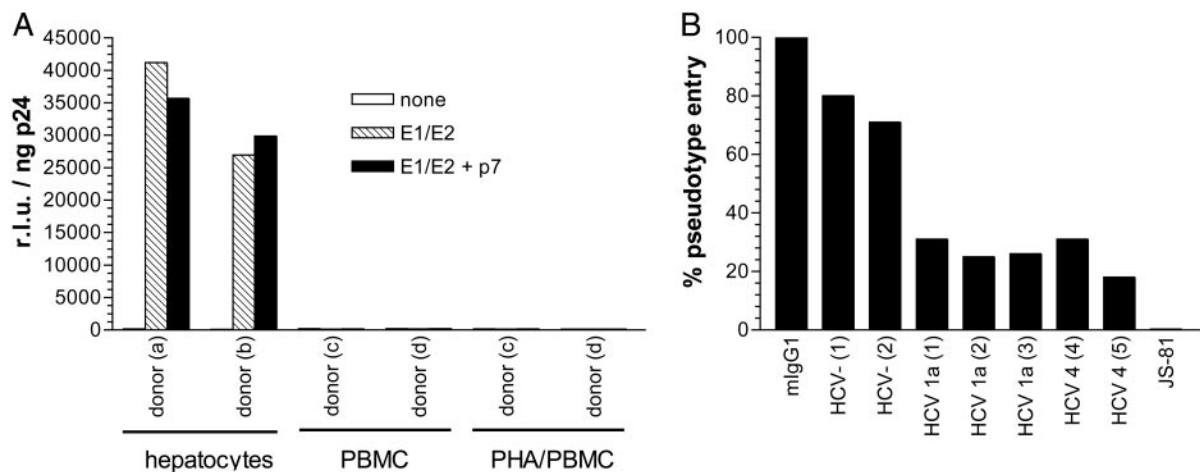 A
r.l.u. / ng p24
45000
40000
35000
30000
25000
20000
15000
10000
5000
0
none
E1/E2
E1/E2 + p7
donor (a)
donor (b)
donor (c)
donor (d)
donor (c)
donor (d)
hepatocytes
PBMC
PHA/PBMC
B
% pseudotype entry
100
80
60
40
20
0
mIgG1
HCV- (1)
HCV- (2)
HCV 1a (1)
HCV 1a (2)
HCV 1a (3)
HCV 4 (4)
HCV 4 (5)
JS-81